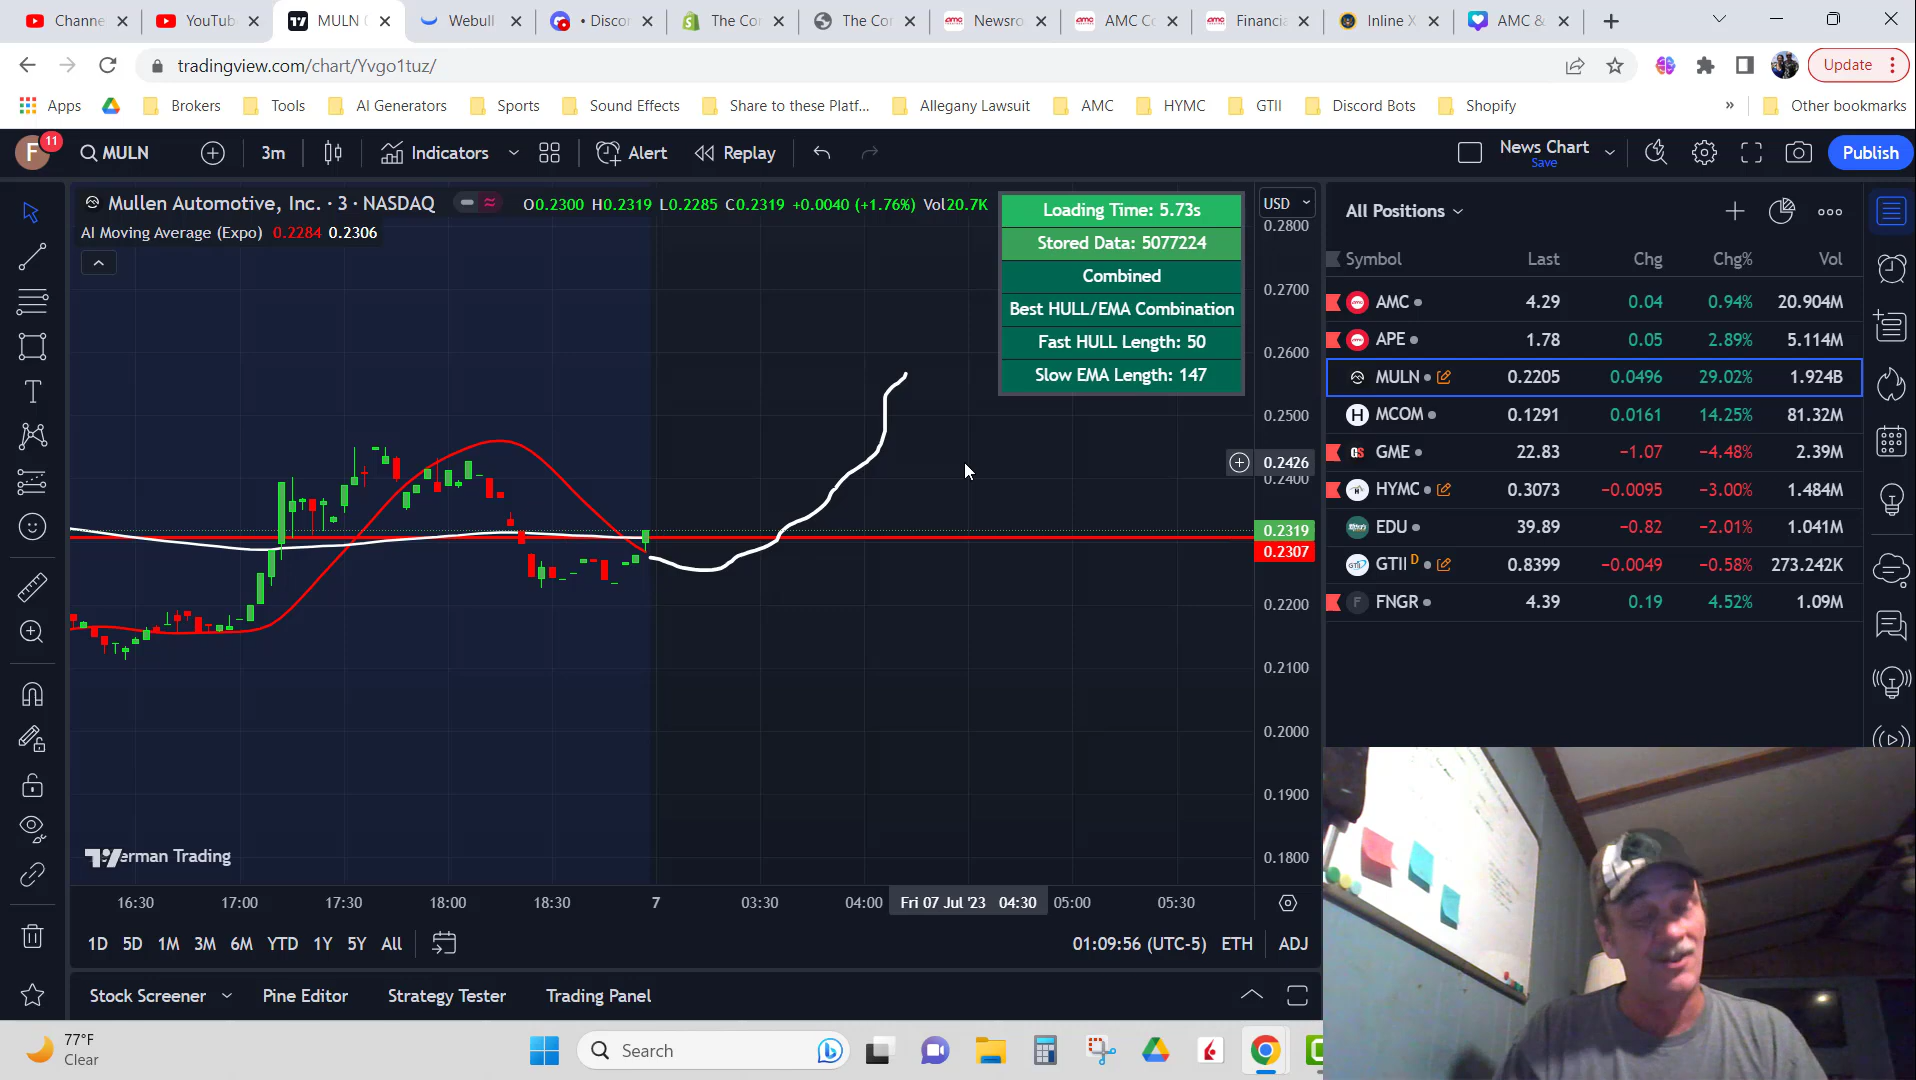 Channe
YouTub
MULN
Webull
• Discor
The Cor
The Cor
Newsro
AMC Co
Financia
Inline X
AMC &
tradingview.com/chart/Yvgo1tuz/
Update
Apps
Brokers
Tools
AI Generators
Sports
Sound Effects
Share to these Platf...
Allegany Lawsuit
AMC
HYMC
GTII
Discord Bots
Shopify
»
Other bookmarks
F
11
MULN
3m
Indicators
Alert
Replay
News Chart
Save
Publish
Mullen Automotive, Inc. · 3 · NASDAQ
O0.2300 H0.2319 L0.2285 C0.2319 +0.0040 (+1.76%) Vol20.7K
AI Moving Average (Expo) 0.2284 0.2306
Loading Time: 5.73s
Stored Data: 5077224
Combined
Best HULL/EMA Combination
Fast HULL Length: 50
Slow EMA Length: 147
USD
0.2800
0.2700
0.2600
0.2500
0.2426
0.2400
0.2319
0.2307
0.2200
0.2100
0.2000
0.1900
0.1800
All Positions
Symbol Last Chg Chg% Vol
AMC 4.29 0.04 0.94% 20.904M
APE 1.78 0.05 2.89% 5.114M
MULN 0.2205 0.0496 29.02% 1.924B
MCOM 0.1291 0.0161 14.25% 81.32M
GME 22.83 −1.07 −4.48% 2.39M
HYMC 0.3073 −0.0095 −3.00% 1.484M
EDU 39.89 −0.82 −2.01% 1.041M
GTII D 0.8399 −0.0049 −0.58% 273.242K
FNGR 4.39 0.19 4.52% 1.09M
erman Trading
16:30 17:00 17:30 18:00 18:30 7 03:30 04:00 Fri 07 Jul '23 04:30 05:00 05:30
1D 5D 1M 3M 6M YTD 1Y 5Y All
01:09:56 (UTC-5) ETH ADJ
Stock Screener
Pine Editor
Strategy Tester
Trading Panel
77°F
Clear
Search